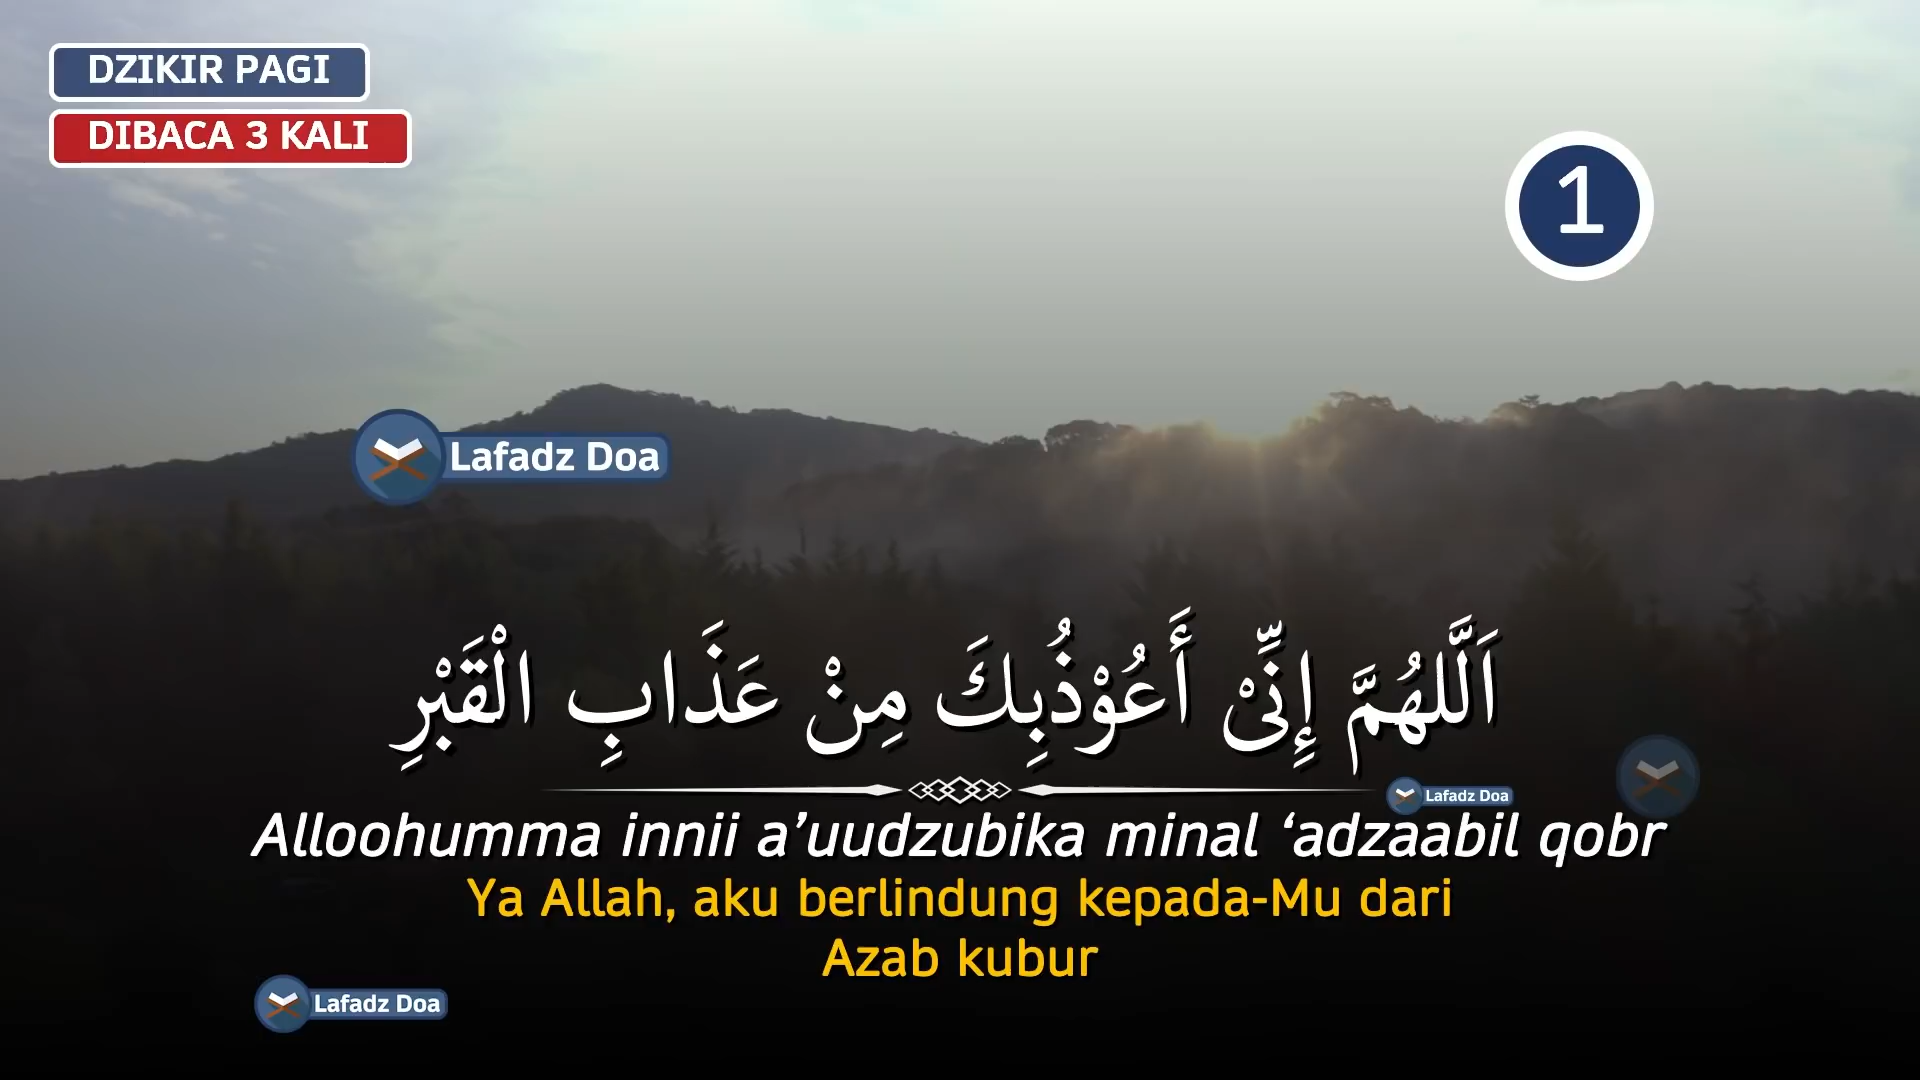 DZIKIR PAGI
DIBACA 3 KALI
1
Lafadz Doa
اَللّٰهُمَّ إِنِّىْ أَعُوْذُبِكَ مِنْ عَذَابِ الْقَبْرِ
Lafadz Doa
Alloohumma innii a’uudzubika minal ‘adzaabil qobr
Ya Allah, aku berlindung kepada-Mu dari
Azab kubur
Lafadz Doa